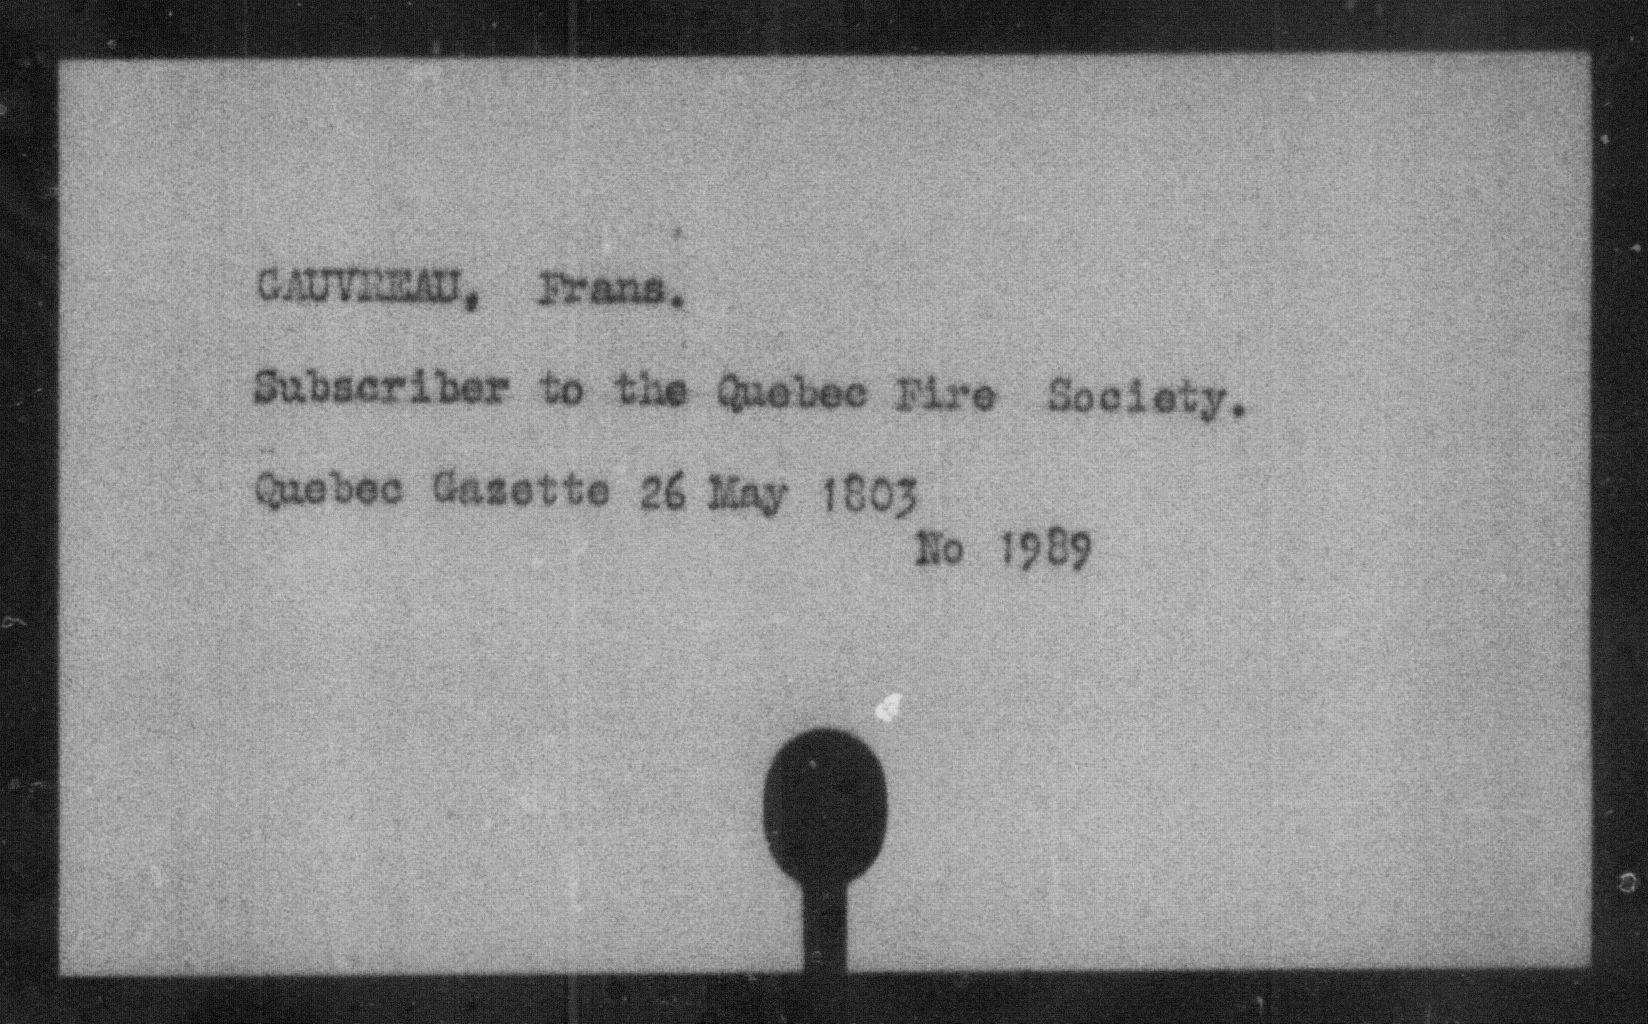 GAUVREAU, Frans.
Subscriber to the Quebec Fire Society.
Quebec Gazette 26 May 1803
No 1989